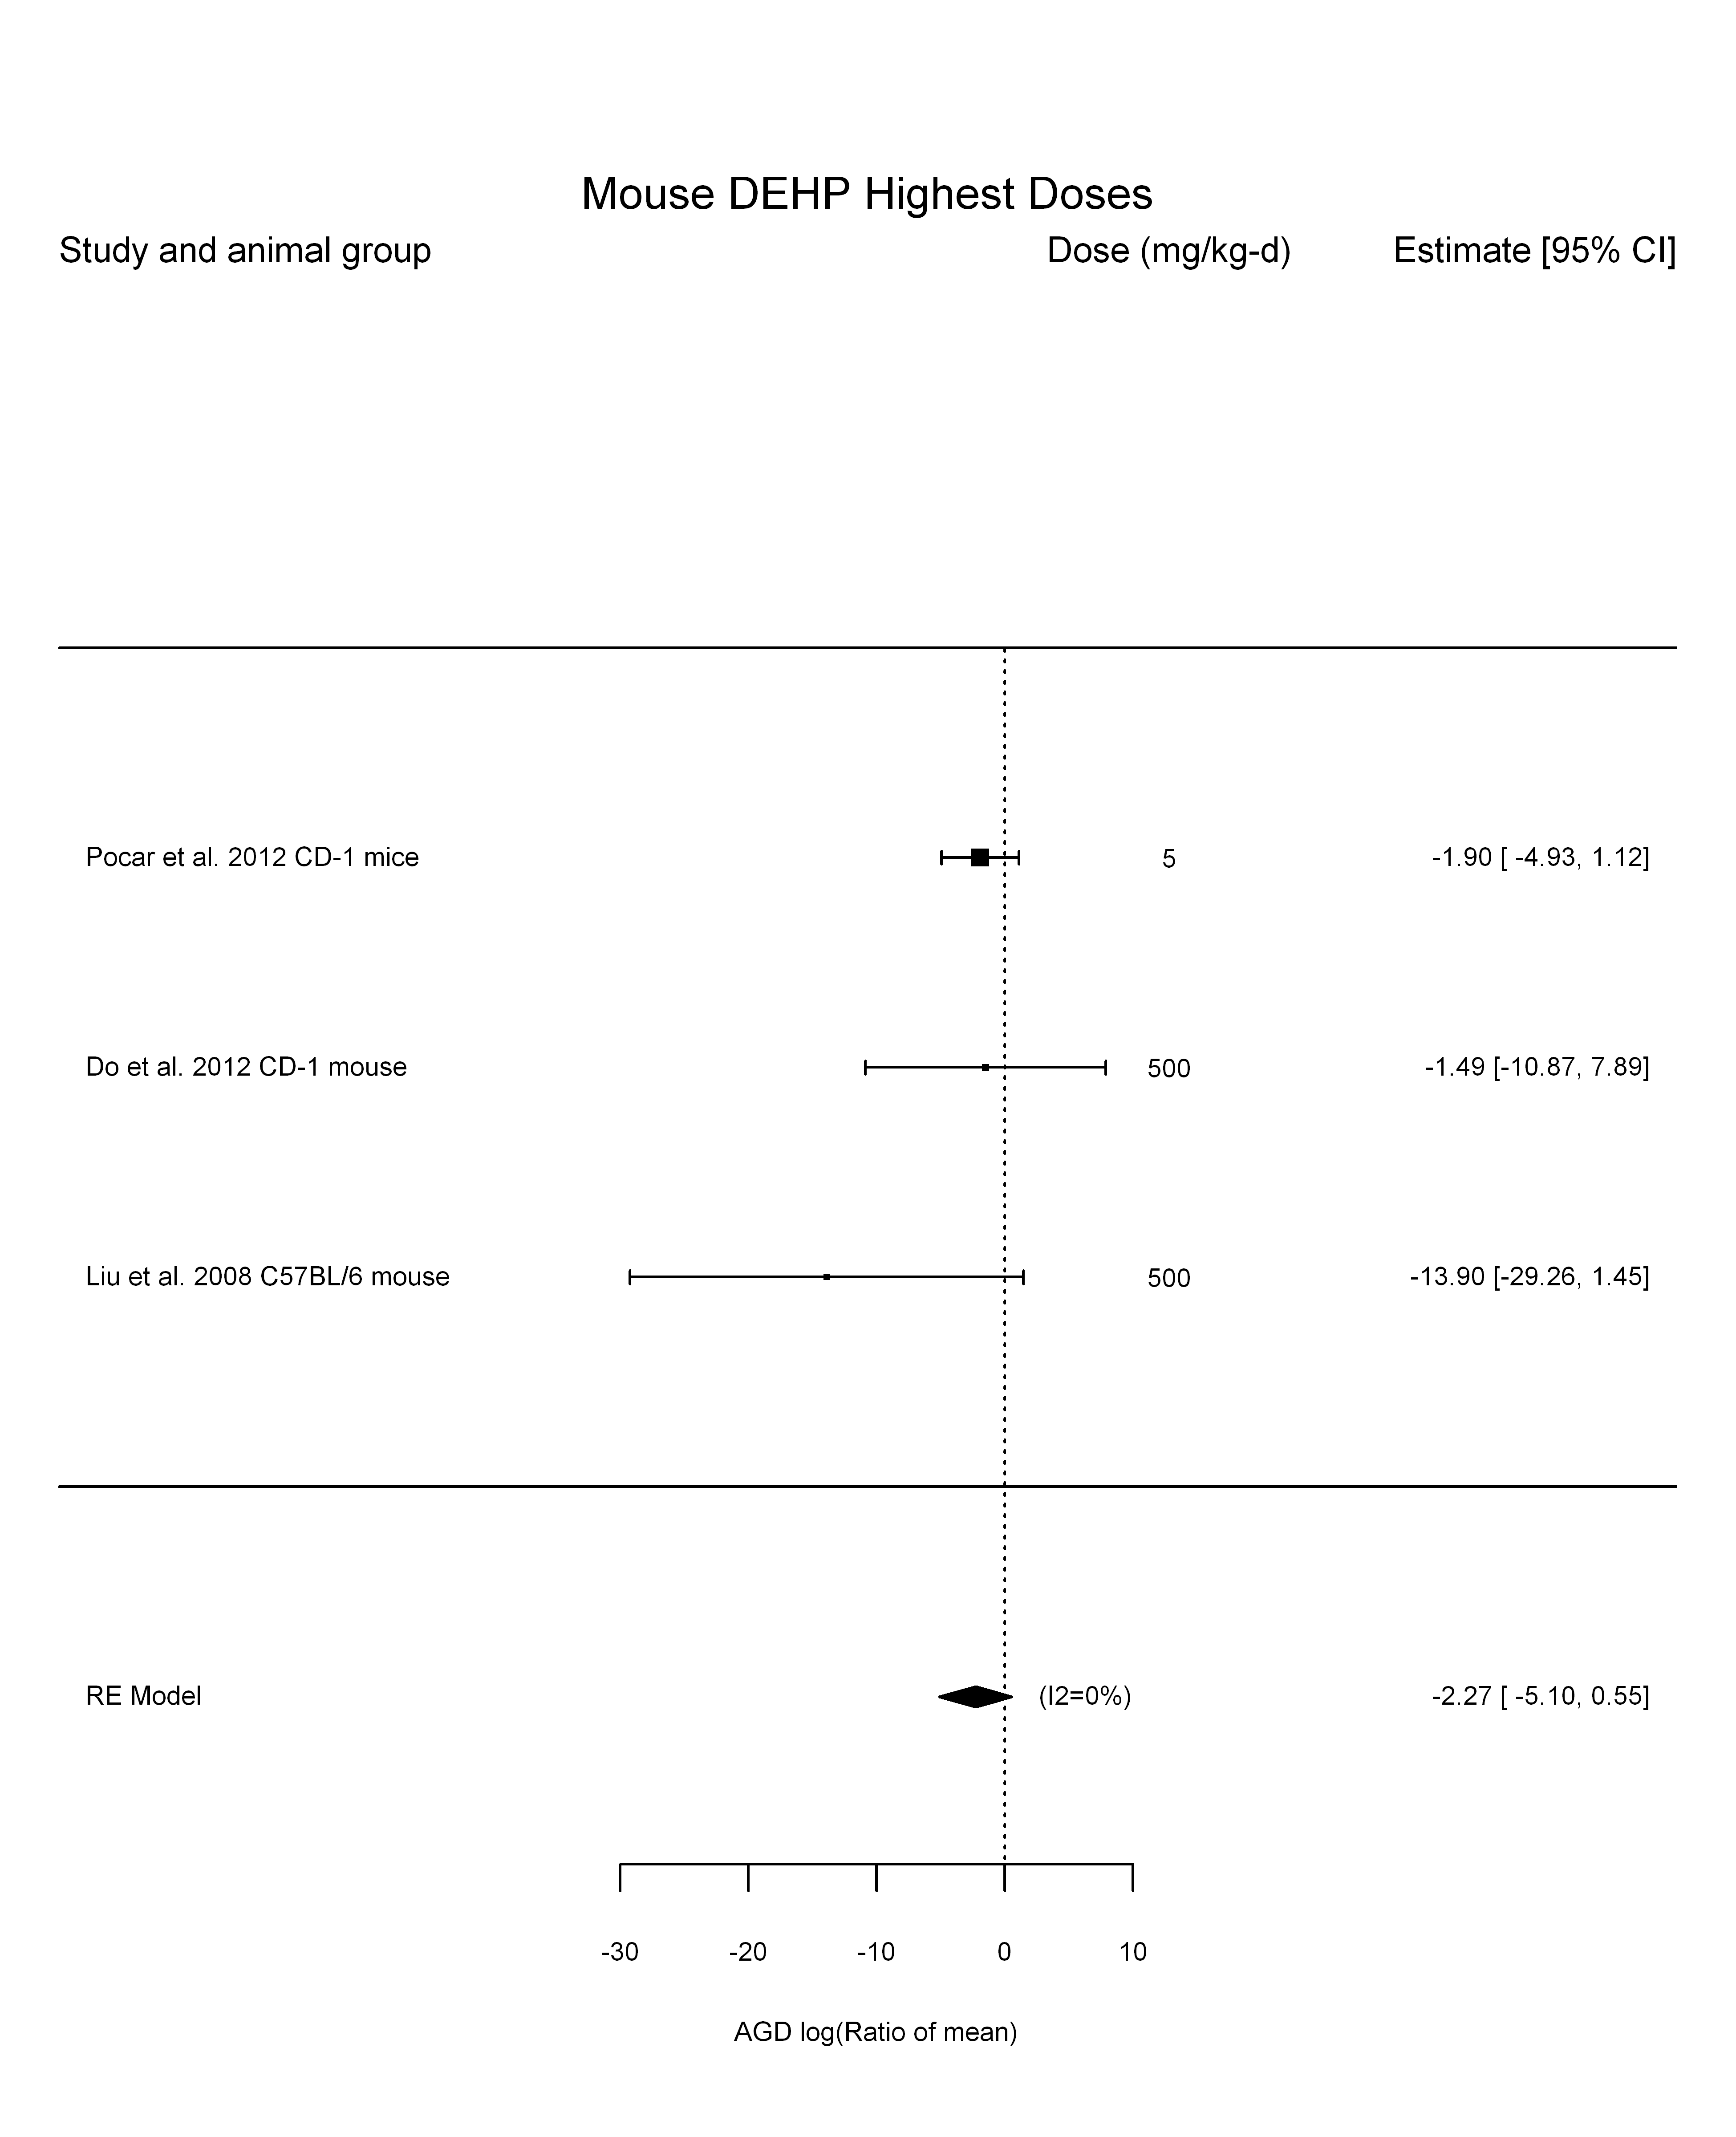 Mouse DEHP Highest Doses
Study and animal group Dose (mg/kg-d) Estimate [95% CI]
Pocar et al. 2012 CD-1 mice 5 -1.90 [ -4.93, 1.12]
Do et al. 2012 CD-1 mouse 500 -1.49 [-10.87, 7.89]
Liu et al. 2008 C57BL/6 mouse 500 -13.90 [-29.26, 1.45]
RE Model (I2=0%) -2.27 [ -5.10, 0.55]
-30 -20 -10 0 10
AGD log(Ratio of mean)